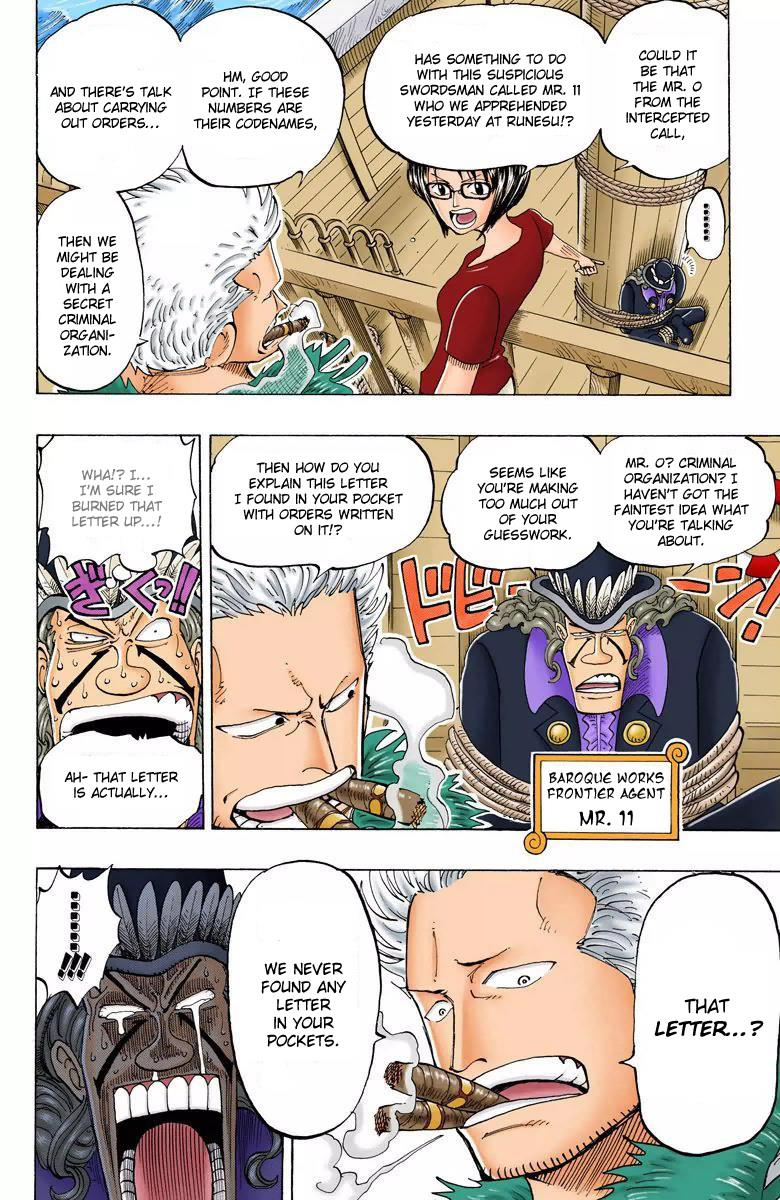 COULD
IT BE THAT
THE MR. O
FROM THE
INTERCEPTED
CALL,
HAS SOMETHING TO DO
WITH THIS SUSPICIOUS
SWORDSMAN CALLED MR. 11
WHO WE APPREHENDED
YESTERDAY AT RUNESU!?
HM, GOOD
POINT. IF THESE
NUMBERS ARE
THEIR CODENAMES,
AND THERE'S TALK
ABOUT CARRYING
OUT ORDERS...
THEN WE
MIGHT BE
DEALING
WITH A
SECRET
CRIMINAL
ORGANI-
ZATION.
MR. O? CRIMINAL
ORGANIZATION? I
HAVEN'T GOT THE
FAINTEST IDEA WHAT
YOU'RE TALKING
ABOUT.
SEEMS LIKE
YOU'RE MAKING
TOO MUCH OUT
OF YOUR
GUESSWORK.
ドビーーン!
BAROQUE WORKS
FRONTIER AGENT
MR. 11
THEN HOW DO YOU
EXPLAIN THIS LETTER
I FOUND IN YOUR POCKET
WITH ORDERS WRITTEN
ON IT!?
WHA!? I...
I'M SURE I
BURNED THAT
LETTER UP...!
ぎくっ!!
AH- THAT LETTER
IS ACTUALLY...
THAT
LETTER...?
WE NEVER
FOUND ANY
LETTER
IN YOUR
POCKETS.
!!!